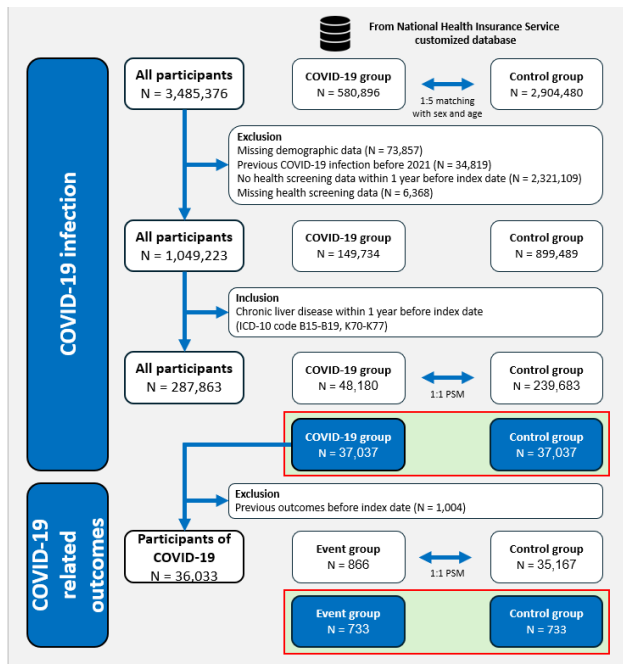 From National Health Insurance Service
customized database
All participants
N = 3,485,376
COVID-19 group
N = 580,896
1:5 matching
with sex and age
Control group
N = 2,904,480
Exclusion
Missing demographic data (N = 73,857)
Previous COVID-19 infection before 2021 (N = 34,819)
No health screening data within 1 year before index date (N = 2,321,109)
Missing health screening data (N = 6,368)
All participants
N = 1,049,223
COVID-19 group
N = 149,734
Control group
N = 899,489
Inclusion
Chronic liver disease within 1 year before index date
(ICD-10 code B15-B19, K70-K77)
All participants
N = 287,863
COVID-19 group
N = 48,180
1:1 PSM
Control group
N = 239,683
COVID-19 group
N = 37,037
Control group
N = 37,037
COVID-19 infection
Exclusion
Previous outcomes before index date (N = 1,004)
Participants of
COVID-19
N = 36,033
Event group
N = 866
1:1 PSM
Control group
N = 35,167
Event group
N = 733
Control group
N = 733
COVID-19
related
outcomes